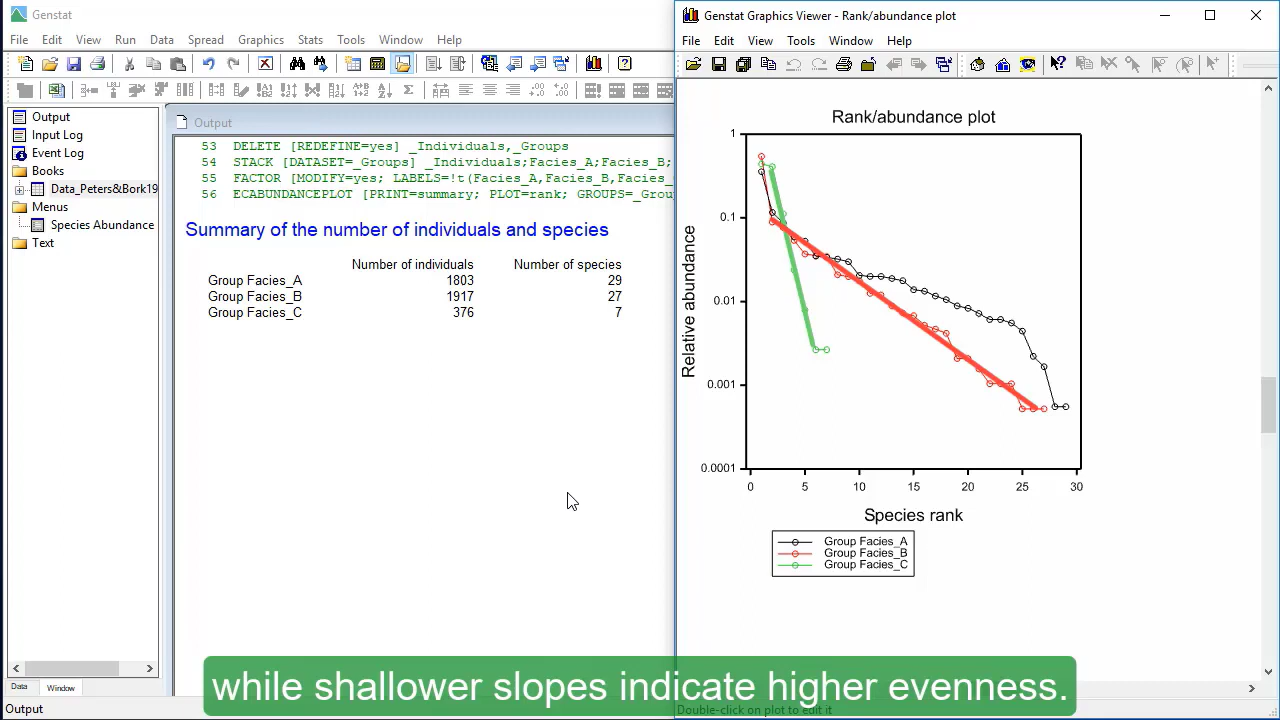 Genstat
File Edit View Run Data Spread Graphics Stats Tools Window Help
Output
Input Log
Event Log
Books
Data_Peters&Bork19
Menus
Species Abundance
Text
Data Window
Output
Output
53 DELETE [REDEFINE=yes] _Individuals,_Groups
54 STACK [DATASET=_Groups] _Individuals;Facies_A;Facies_B;
55 FACTOR [MODIFY=yes; LABELS=!t(Facies_A,Facies_B,Facies_
56 ECABUNDANCEPLOT [PRINT=summary; PLOT=rank; GROUPS=_Grou
Summary of the number of individuals and species
Number of individuals Number of species
Group Facies_A 1803 29
Group Facies_B 1917 27
Group Facies_C 376 7
Genstat Graphics Viewer - Rank/abundance plot
File Edit View Tools Window Help
Rank/abundance plot
1
0.1
0.01
0.001
0.0001
Relative abundance
0 5 10 15 20 25 30
Species rank
Group Facies_A
Group Facies_B
Group Facies_C
while shallower slopes indicate higher evenness.
Double-click on plot to edit it